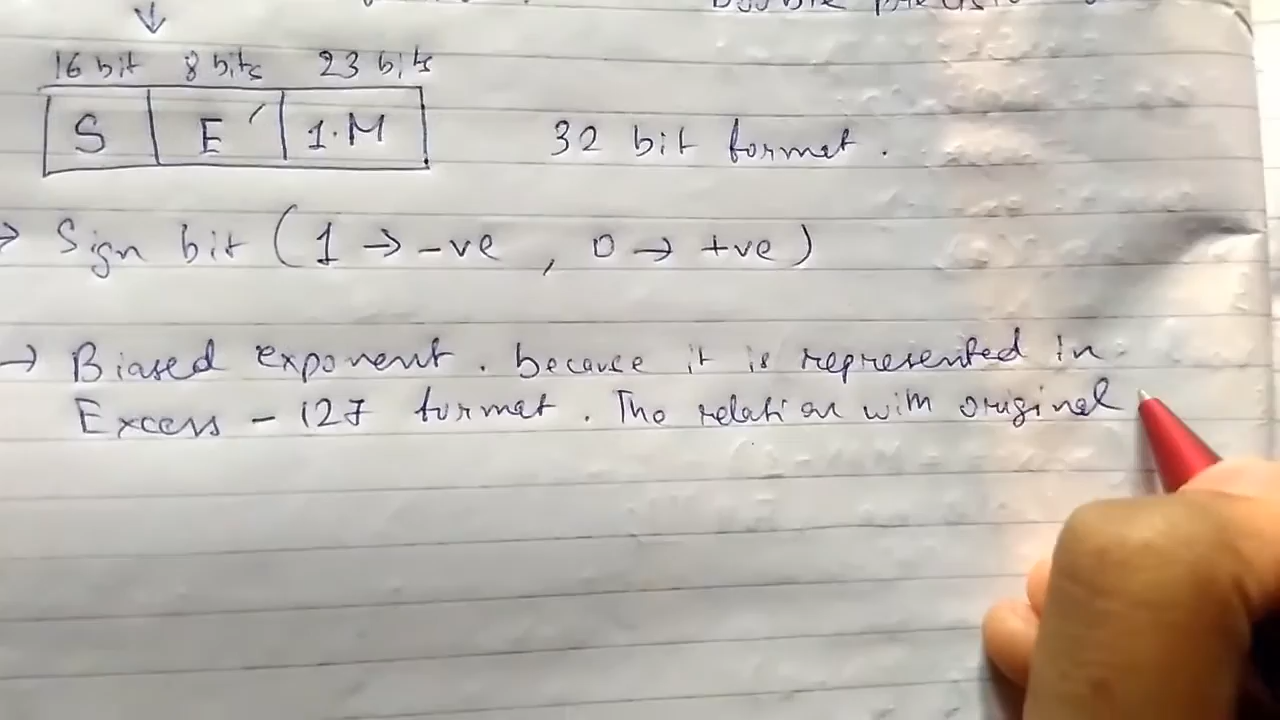 16 bit 8 bits 23 bits
S E' 1.M
32 bit format.
→ Sign bit (1 → -ve, 0 → +ve)
→ Biased exponent. because it is represented in
Excess - 127 format. The relation with original